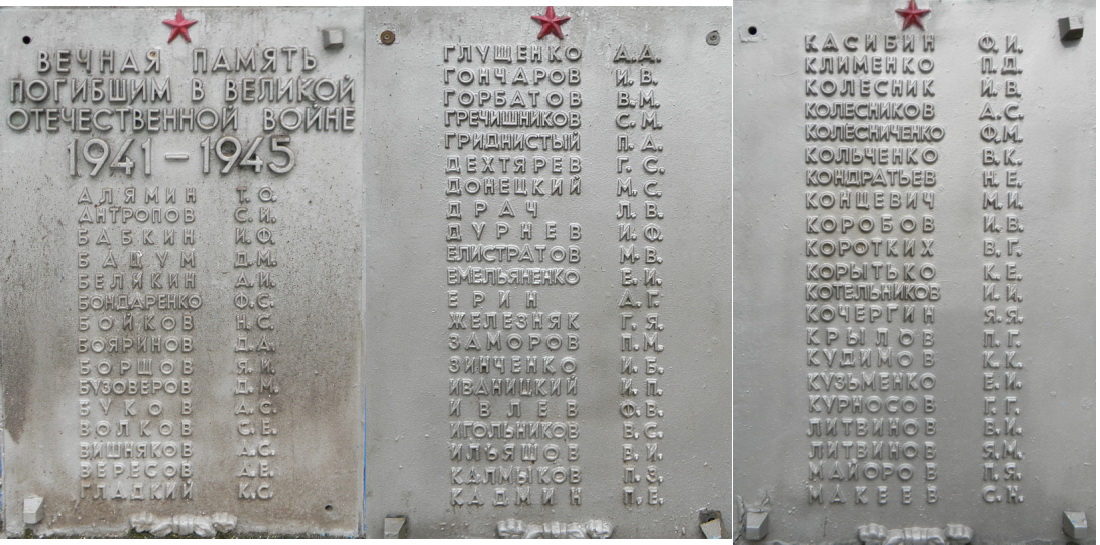 ВЕЧНАЯ ПАМЯТЬ
ПОГИБШИМ В ВЕЛИКОЙ
ОТЕЧЕСТВЕННОЙ ВОЙНЕ
1941-1945
АЛЯМИН Т.О.
АНТРОПОВ С.И.
БАБКИН И.Ф.
БАЦУМ Д.М.
БЕЛИКИН А.И.
БОНДАРЕНКО Ф.С.
БОЙКОВ Н.С.
БОЯРИНОВ Д.А.
БОРЩОВ Я.И.
БУЗОВЕРОВ Д.М.
БУКОВ А.С.
ВОЛКОВ С.Е.
ВИШНЯКОВ А.С.
ВЕРЕСОВ А.Е.
ГЛАДКИЙ К.С.
ГЛУЩЕНКО А.А.
ГОНЧАРОВ И.В.
ГОРБАТОВ В.М.
ГРЕЧИШНИКОВ С.М.
ГРИДНИСТЫЙ П.А.
ДЕХТЯРЕВ Г.С.
ДОНЕЦКИЙ М.С.
ДРАЧ Л.В.
ДУРНЕВ И.Ф.
ЕЛИСТРАТОВ М.В.
ЕМЕЛЬЯНЕНКО Е.И.
ЕРИН А.Г.
ЖЕЛЕЗНЯК Г.Я.
ЗАМОРОВ П.М.
ЗИНЧЕНКО И.Б.
ИВАНИЦКИЙ И.П.
ИВЛЕВ Ф.В.
ИГОЛЬНИКОВ В.С.
ИЛЬЯЩОВ В.И.
КАЛМЫКОВ П.З.
КАДМИН П.Е.
КАСИБИН Ф.И.
КЛИМЕНКО П.Д.
КОЛЕСНИК И.В.
КОЛЕСНИКОВ А.С.
КОЛЕСНИЧЕНКО Ф.М.
КОЛЬЧЕНКО В.К.
КОНДРАТЬЕВ Н.Е.
КОНЦЕВИЧ М.И.
КОРОБОВ И.В.
КОРОТКИХ В.Г.
КОРЫТЬКО К.Е.
КОТЕЛЬНИКОВ И.И.
КОЧЕРГИН Я.Я.
КРЫЛОВ П.Г.
КУДИМОВ К.К.
КУЗЬМЕНКО Е.И.
КУРНОСОВ Г.Г.
ЛИТВИНОВ В.И.
ЛИТВИНОВ Я.М.
МАЙОРОВ П.Я.
МАКЕЕВ С.Н.